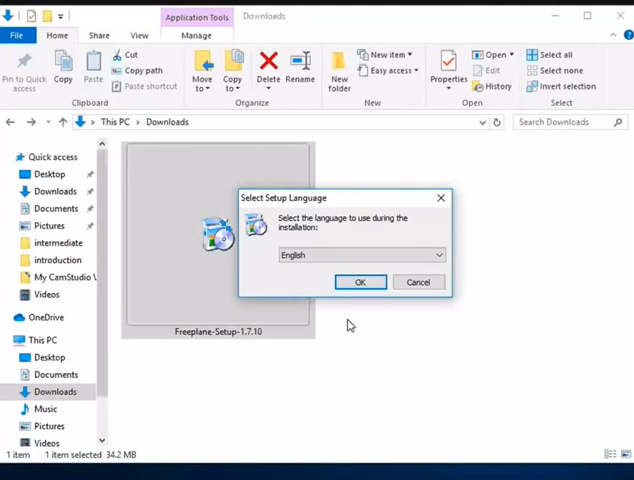 Application Tools
Downloads
File
Home
Share
View
Manage
Pin to Quick
access
Copy
Paste
Cut
Copy path
Paste shortcut
Clipboard
Move
to
Copy
to
Delete
Rename
Organize
New
folder
New item
Easy access
New
Properties
Open
Edit
History
Open
Select all
Select none
Invert selection
Select
This PC > Downloads
Search Downloads
Quick access
Desktop
Downloads
Documents
Pictures
intermediate
introduction
My CamStudio \
Videos
OneDrive
This PC
Desktop
Documents
Downloads
Music
Pictures
Videos
Freeplane-Setup-1.7.10
Select Setup Language
Select the language to use during the
installation:
English
OK
Cancel
1 item
1 item selected 34.2 MB